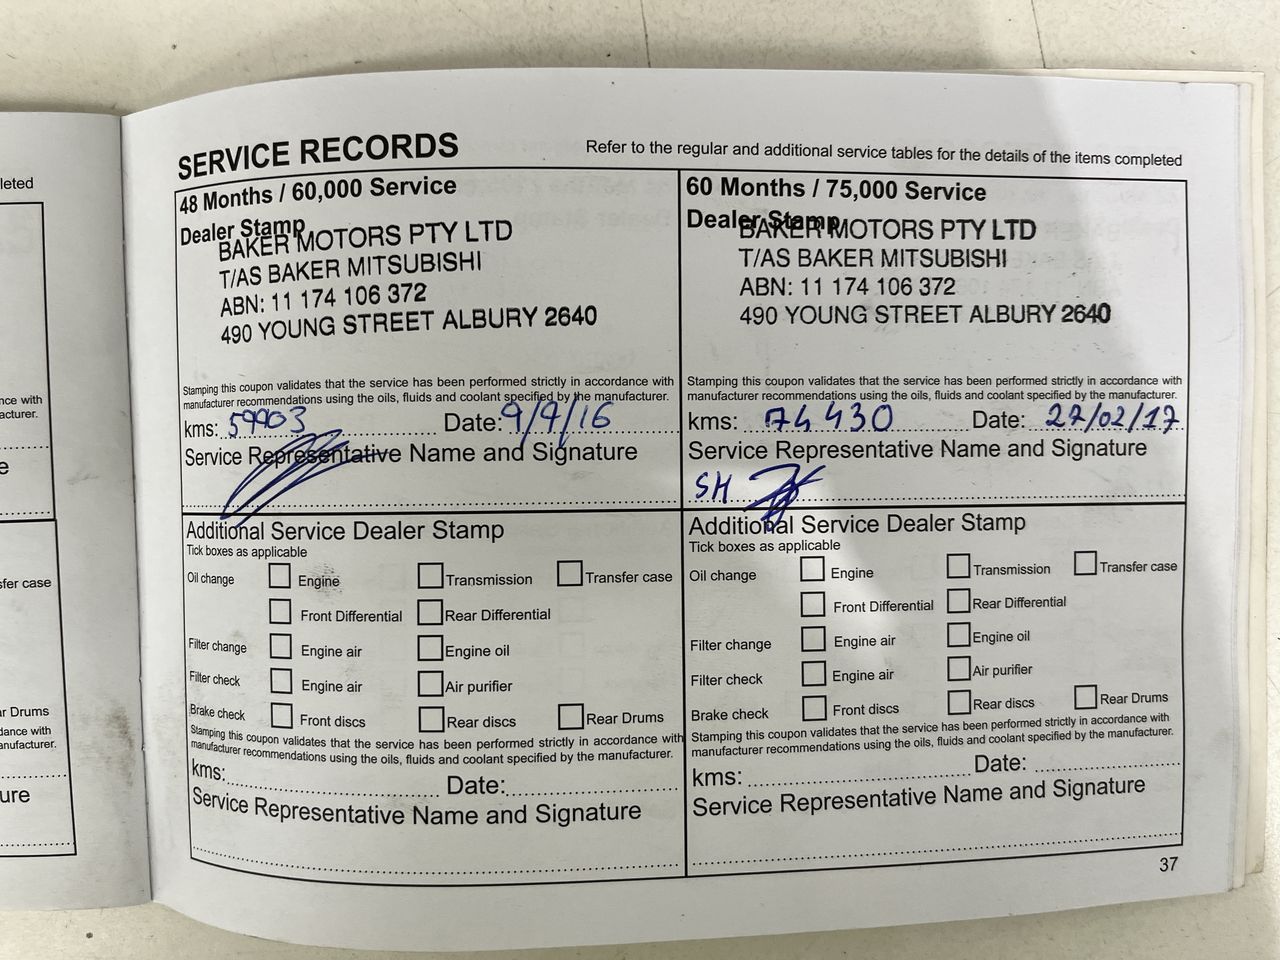 SERVICE RECORDS
Refer to the regular and additional service tables for the details of the items completed
48 Months / 60,000 Service
Dealer Stamp
BAKER MOTORS PTY LTD
T/AS BAKER MITSUBISHI
ABN: 11 174 106 372
490 YOUNG STREET ALBURY 2640
Stamping this coupon validates that the service has been performed strictly in accordance with
manufacturer recommendations using the oils, fluids and coolant specified by the manufacturer.
kms: 59903 Date: 9/9/16
Service Representative Name and Signature
Additional Service Dealer Stamp
Tick boxes as applicable
Oil change Engine Transmission Transfer case
Front Differential Rear Differential
Filter change Engine air Engine oil
Filter check Engine air Air purifier
Brake check Front discs Rear discs Rear Drums
Stamping this coupon validates that the service has been performed strictly in accordance with
manufacturer recommendations using the oils, fluids and coolant specified by the manufacturer.
kms: Date:
Service Representative Name and Signature
60 Months / 75,000 Service
Dealer Stamp
BAKER MOTORS PTY LTD
T/AS BAKER MITSUBISHI
ABN: 11 174 106 372
490 YOUNG STREET ALBURY 2640
Stamping this coupon validates that the service has been performed strictly in accordance with
manufacturer recommendations using the oils, fluids and coolant specified by the manufacturer.
kms: 74 430 Date: 27/02/17
Service Representative Name and Signature
SH
Additional Service Dealer Stamp
Tick boxes as applicable
Oil change Engine Transmission Transfer case
Front Differential Rear Differential
Filter change Engine air Engine oil
Filter check Engine air Air purifier
Brake check Front discs Rear discs Rear Drums
Stamping this coupon validates that the service has been performed strictly in accordance with
manufacturer recommendations using the oils, fluids and coolant specified by the manufacturer.
kms: Date:
Service Representative Name and Signature
37